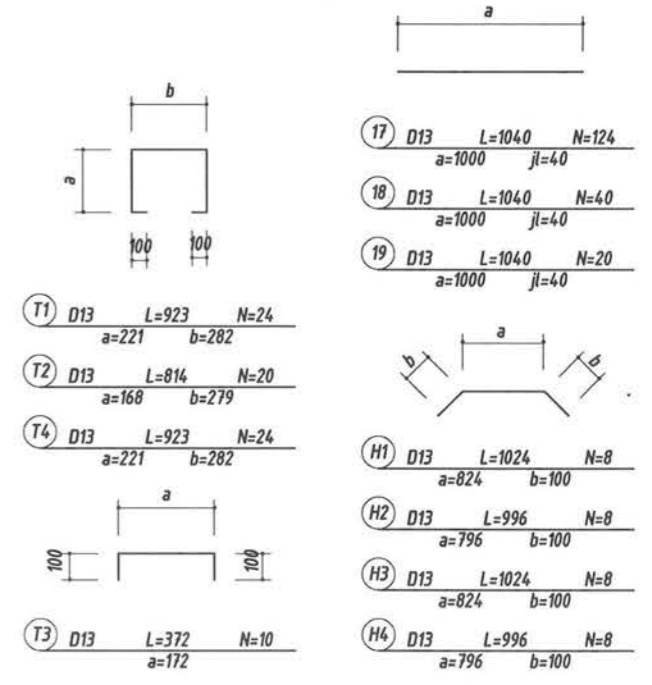 b
a
100 100
T1 D13 L=923 N=24
a=221 b=282
T2 D13 L=814 N=20
a=168 b=279
T4 D13 L=923 N=24
a=221 b=282
a
100 100
T3 D13 L=372 N=10
a=172
a
17 D13 L=1040 N=124
a=1000 jl=40
18 D13 L=1040 N=40
a=1000 jl=40
19 D13 L=1040 N=20
a=1000 jl=40
a
b b
H1 D13 L=1024 N=8
a=824 b=100
H2 D13 L=996 N=8
a=796 b=100
H3 D13 L=1024 N=8
a=824 b=100
H4 D13 L=996 N=8
a=796 b=100